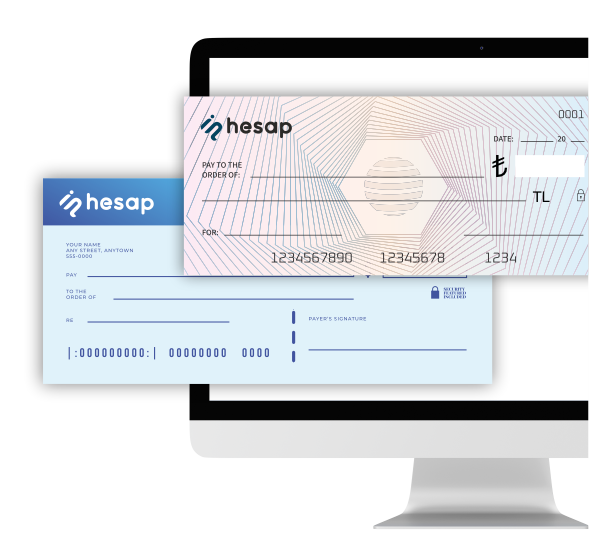 hesap
0001
DATE: 20
PAY TO THE
ORDER OF:
₺
TL
FOR:
1234567890 12345678 1234
hesap
YOUR NAME
ANY STREET, ANYTOWN
555-0000
PAY
TO THE
ORDER OF
SECURITY
FEATURED
INCLUDED
RE
PAYER'S SIGNATURE
|:000000000:| 00000000 0000